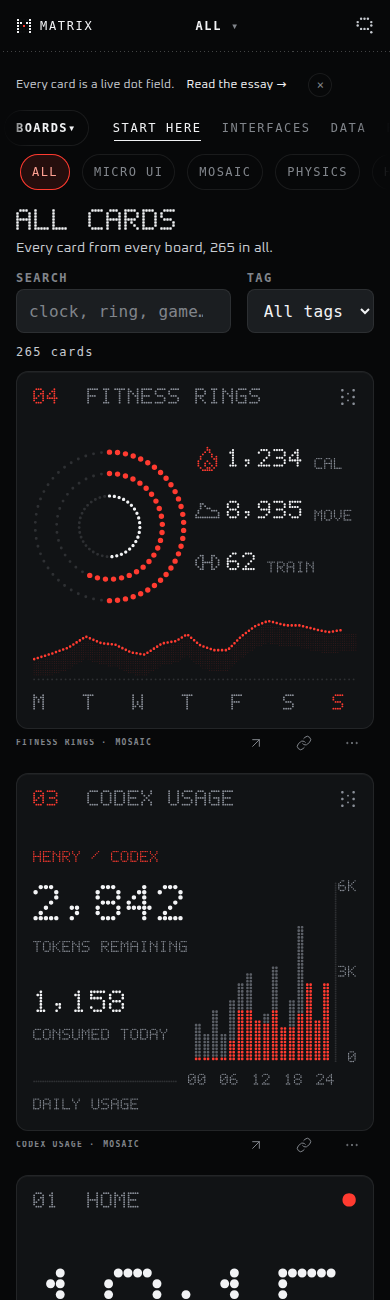 MATRIX
ALL ▾
Every card is a live dot field. Read the essay →
BOARDS▾ START HERE INTERFACES DATA
ALL MICRO UI MOSAIC PHYSICS
ALL CARDS
Every card from every board, 265 in all.
SEARCH TAG
clock, ring, game… All tags
265 cards
04 FITNESS RINGS
1,234 CAL
8,935 MOVE
62 TRAIN
M T W T F S S
FITNESS RINGS · MOSAIC
03 CODEX USAGE
HENRY / CODEX
2,842
TOKENS REMAINING
1,158
CONSUMED TODAY
6K
3K
0
00 06 12 18 24
DAILY USAGE
CODEX USAGE · MOSAIC
01 HOME